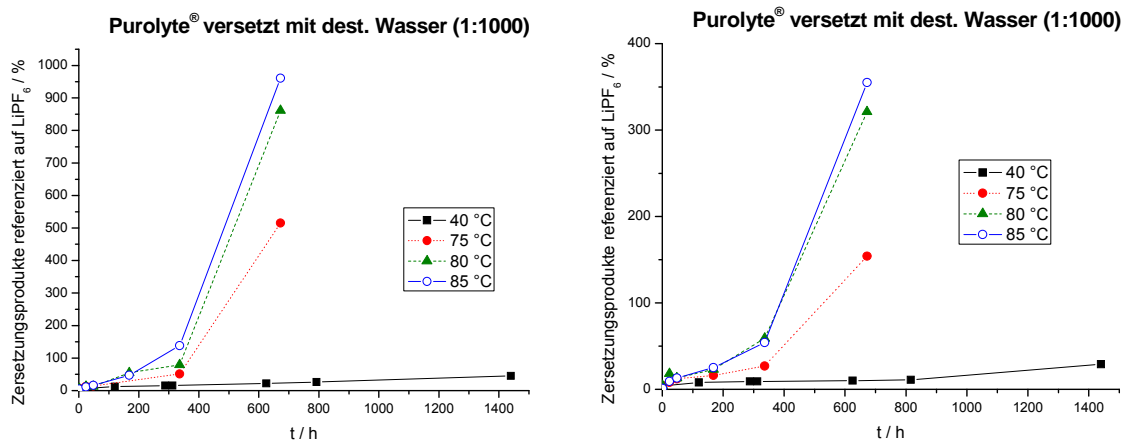 Purolyte® versetzt mit dest. Wasser (1:1000)
Zersetzungsprodukte referenziert auf LiPF6 / %
1000
900
800
700
600
500
400
300
200
100
0
40 °C
75 °C
80 °C
85 °C
0 200 400 600 800 1000 1200 1400
t / h
Purolyte® versetzt mit dest. Wasser (1:1000)
Zersetzungsprodukte referenziert auf LiPF6 / %
400
300
200
100
0
40 °C
75 °C
80 °C
85 °C
0 200 400 600 800 1000 1200 1400
t / h